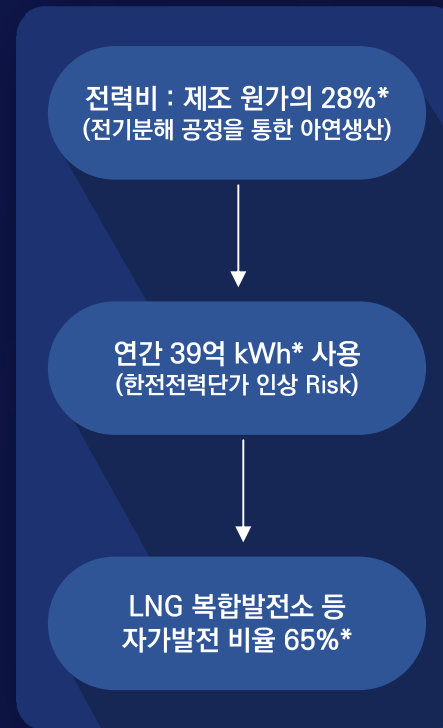 전력비 : 제조 원가의 28%*
(전기분해 공정을 통한 아연생산)
연간 39억 kWh* 사용
(한전전력단가 인상 Risk)
LNG 복합발전소 등
자가발전 비율 65%*